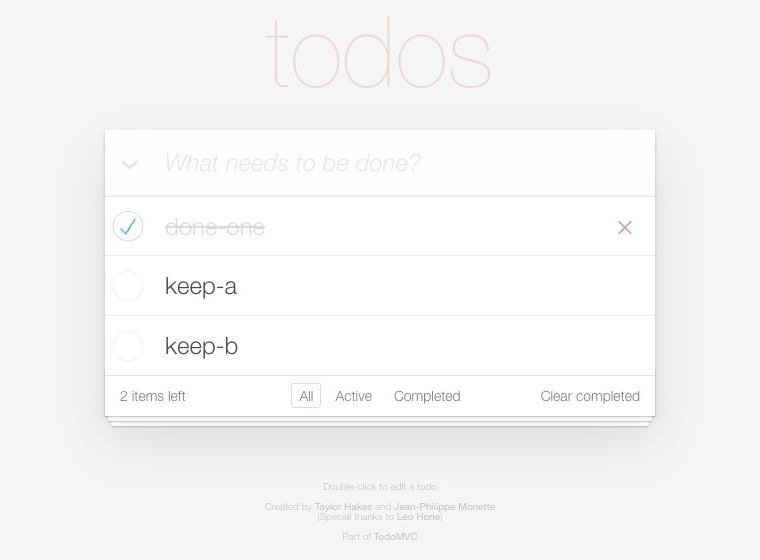 todos
What needs to be done?
done-one
keep-a
keep-b
2 items left All Active Completed Clear completed
Double-click to edit a todo
Created by Taylor Hakes and Jean-Philippe Monette
(Special thanks to Leo Horie)
Part of TodoMVC